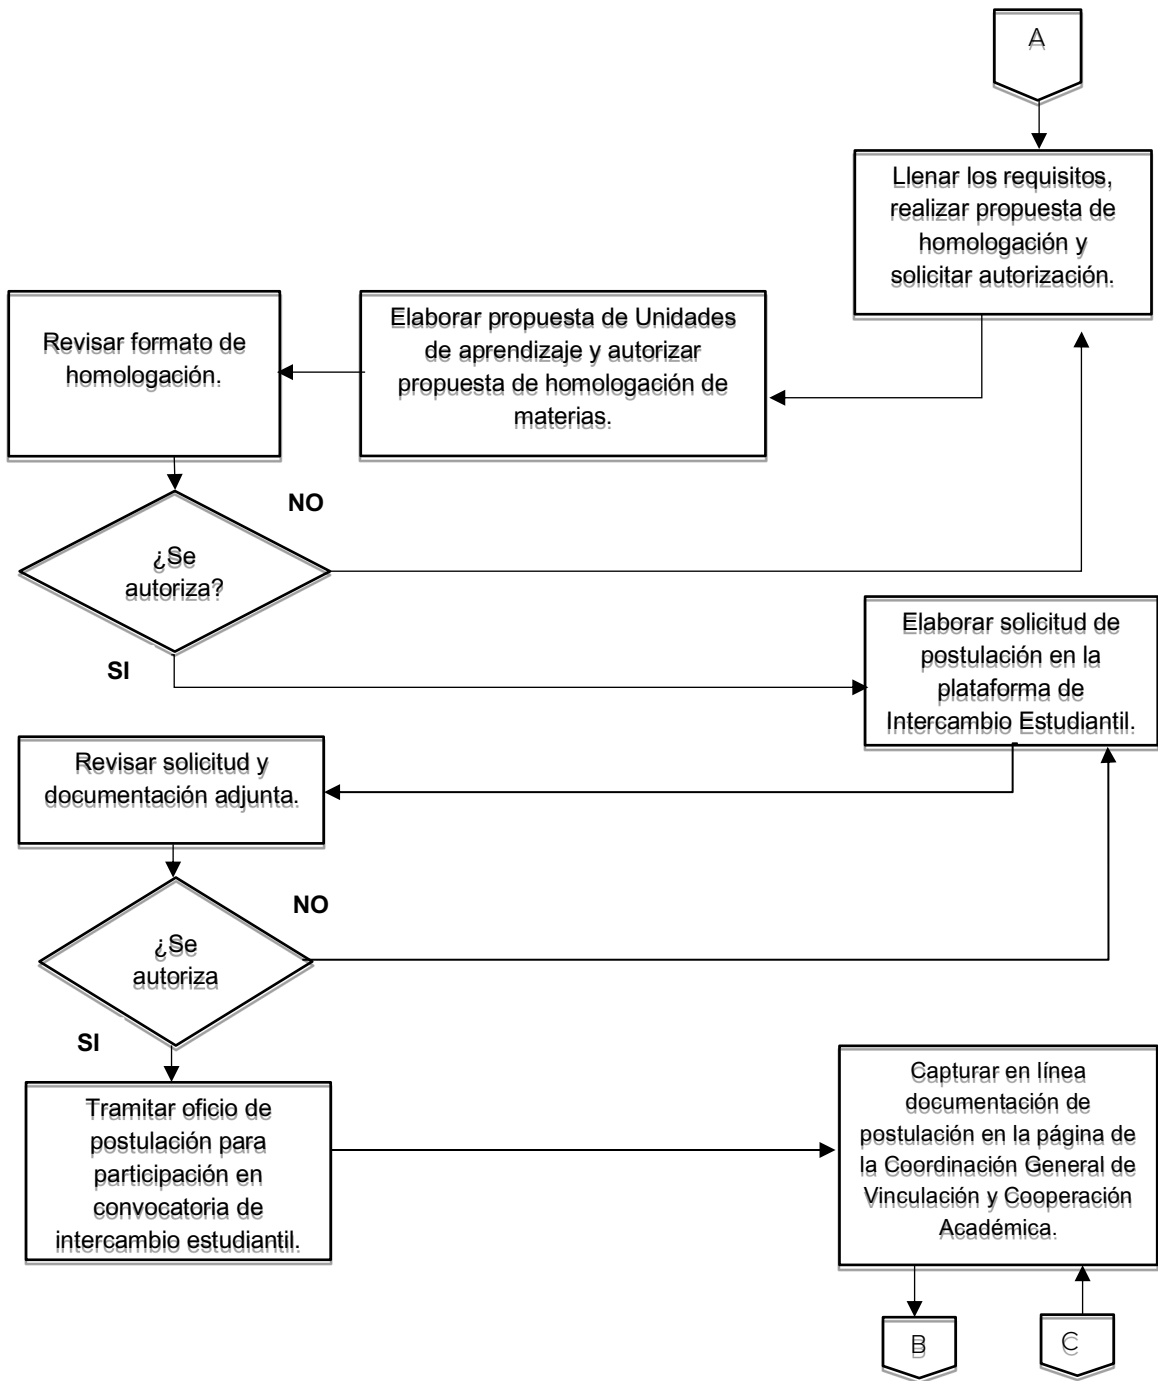 A
Llenar los requisitos,
realizar propuesta de
homologación y
solicitar autorización.
Elaborar propuesta de Unidades
de aprendizaje y autorizar
propuesta de homologación de
materias.
Revisar formato de
homologación.
NO
¿Se
autoriza?
SI
Elaborar solicitud de
postulación en la
plataforma de
Intercambio Estudiantil.
Revisar solicitud y
documentación adjunta.
NO
¿Se
autoriza
SI
Tramitar oficio de
postulación para
participación en
convocatoria de
intercambio estudiantil.
Capturar en línea
documentación de
postulación en la página de
la Coordinación General de
Vinculación y Cooperación
Académica.
B
C